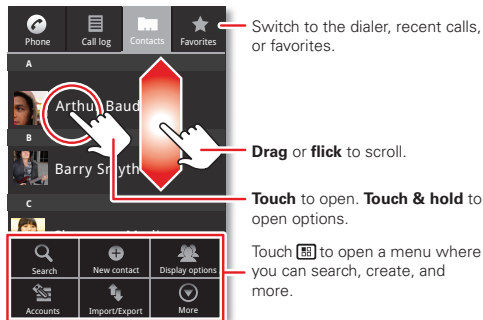 Phone
Call log
Contacts
Favorites
Switch to the dialer, recent calls,
or favorites.
A
Arthur Baud
B
Barry Smyth
Drag or flick to scroll.
C
Touch to open. Touch & hold to
open options.
Search
New contact
Display options
Touch to open a menu where
you can search, create, and
more.
Accounts
Import/Export
More